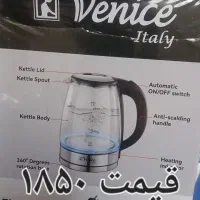 Venice
Italy
Kettle Lid
Kettle Spout
Automatic
ON/OFF switch
Kettle Body
Anti-scalding
handle
360° Degrees
Heating
قیمت ۱۸۵۰